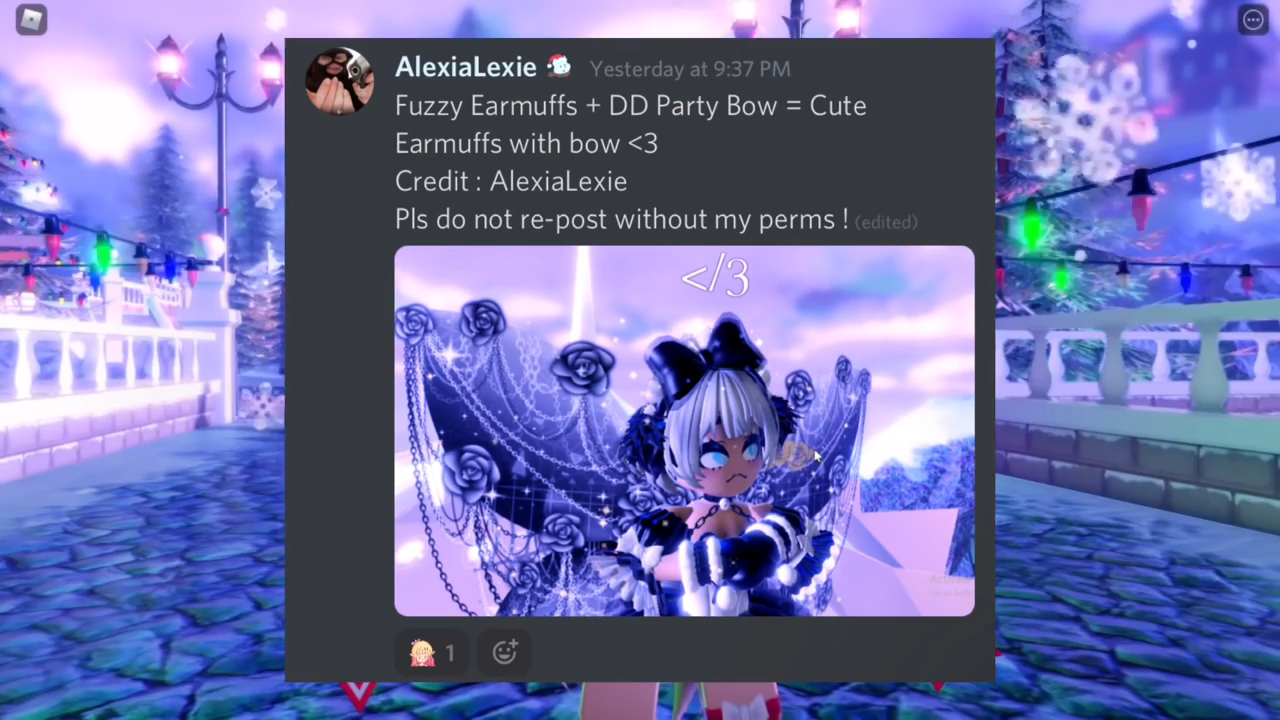 AlexiaLexie Yesterday at 9:37 PM
Fuzzy Earmuffs + DD Party Bow = Cute
Earmuffs with bow <3
Credit : AlexiaLexie
Pls do not re-post without my perms ! (edited)
</3
1